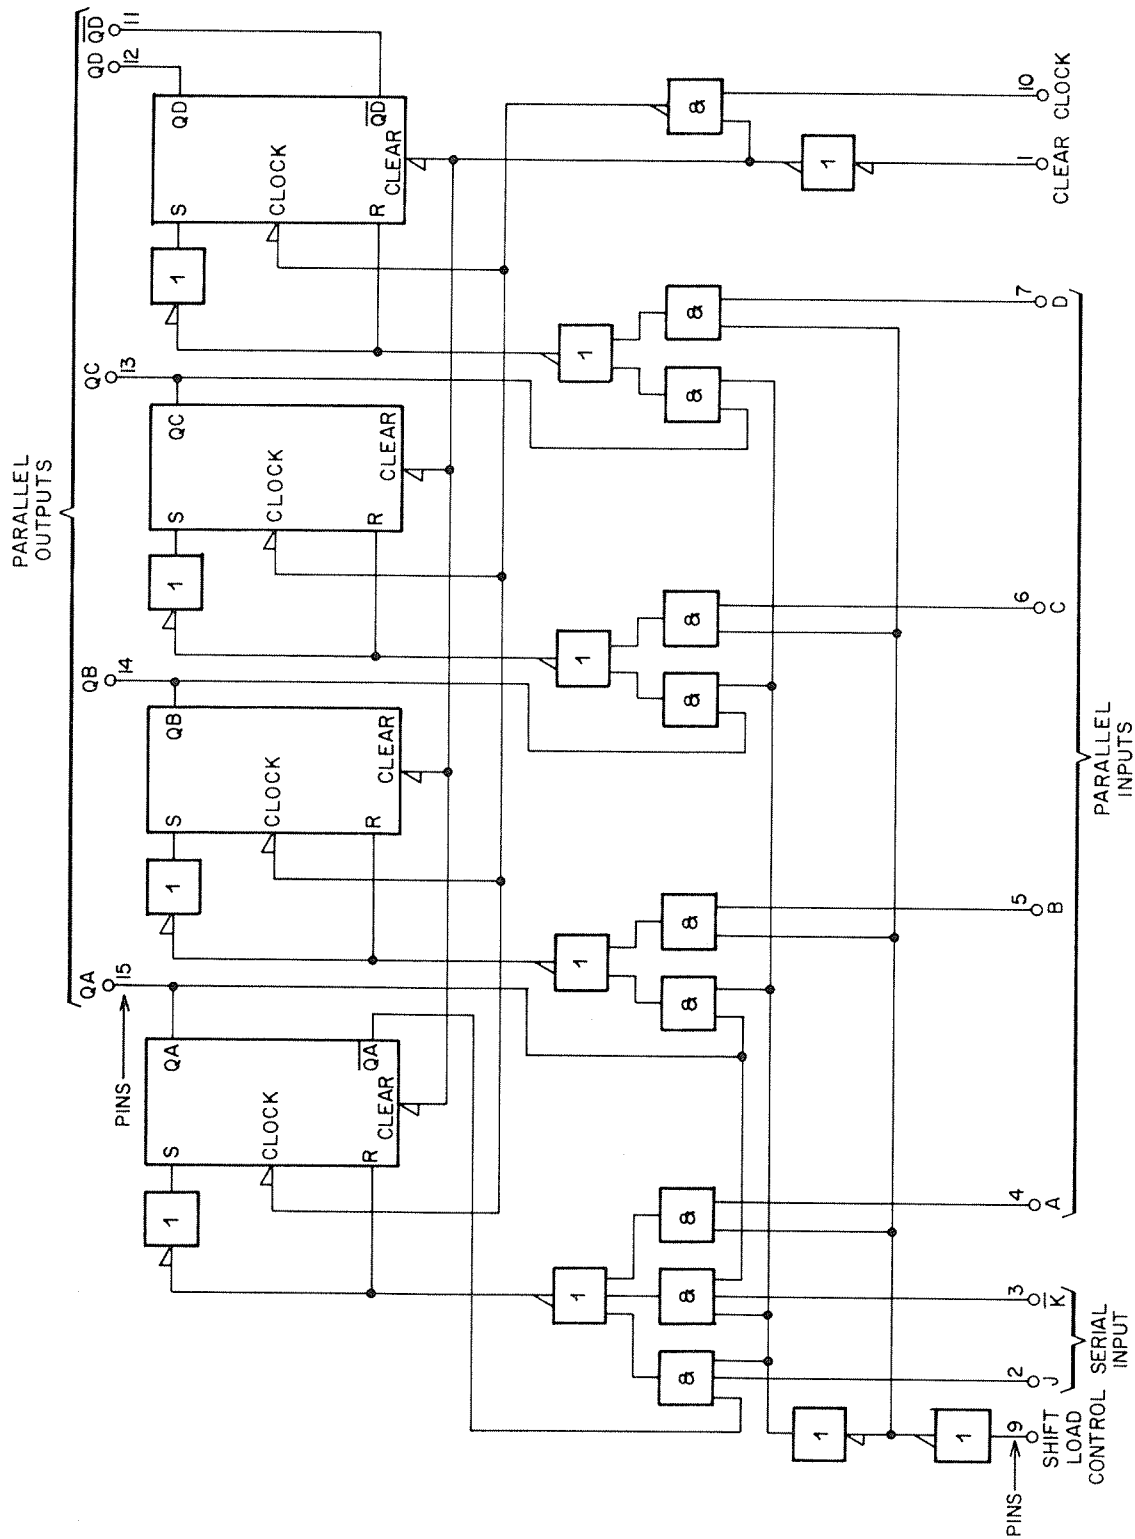 PARALLEL
OUTPUTS
QA
15
QB
14
QC
13
QD
12
Q̅D̅
11
PINS
1
S
QA
CLOCK
R
Q̅A̅
CLEAR
1
S
QB
CLOCK
R
CLEAR
1
S
QC
CLOCK
R
CLEAR
1
S
QD
CLOCK
R
Q̅D̅
CLEAR
1
1
1
1
&
&
&
&
&
&
&
&
&
&
1
1
1
PINS
9
SHIFT
LOAD
CONTROL
2
J
3
K̅
SERIAL
INPUT
4
A
5
B
6
C
7
D
PARALLEL
INPUTS
1
CLEAR
10
CLOCK